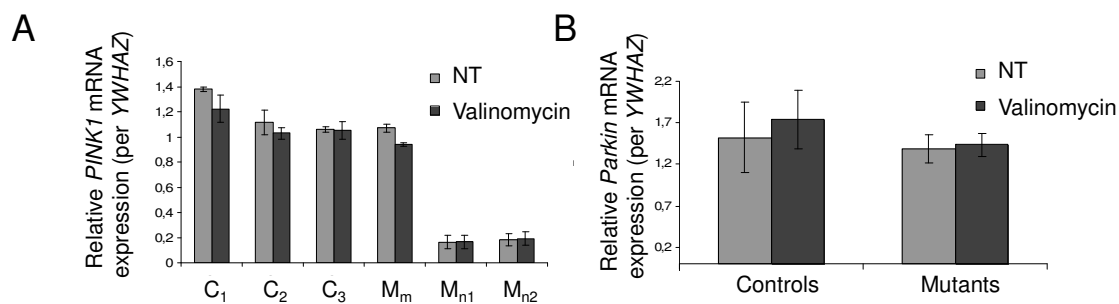 A
Relative PINK1 mRNA
expression (per YWHAZ)
1,6
1,4
1,2
1
0,8
0,6
0,4
0,2
0
NT
Valinomycin
C1
C2
C3
Mm
Mn1
Mn2
B
Relative Parkin mRNA
expression (per YWHAZ)
2,2
1,7
1,2
0,7
0,2
NT
Valinomycin
Controls
Mutants